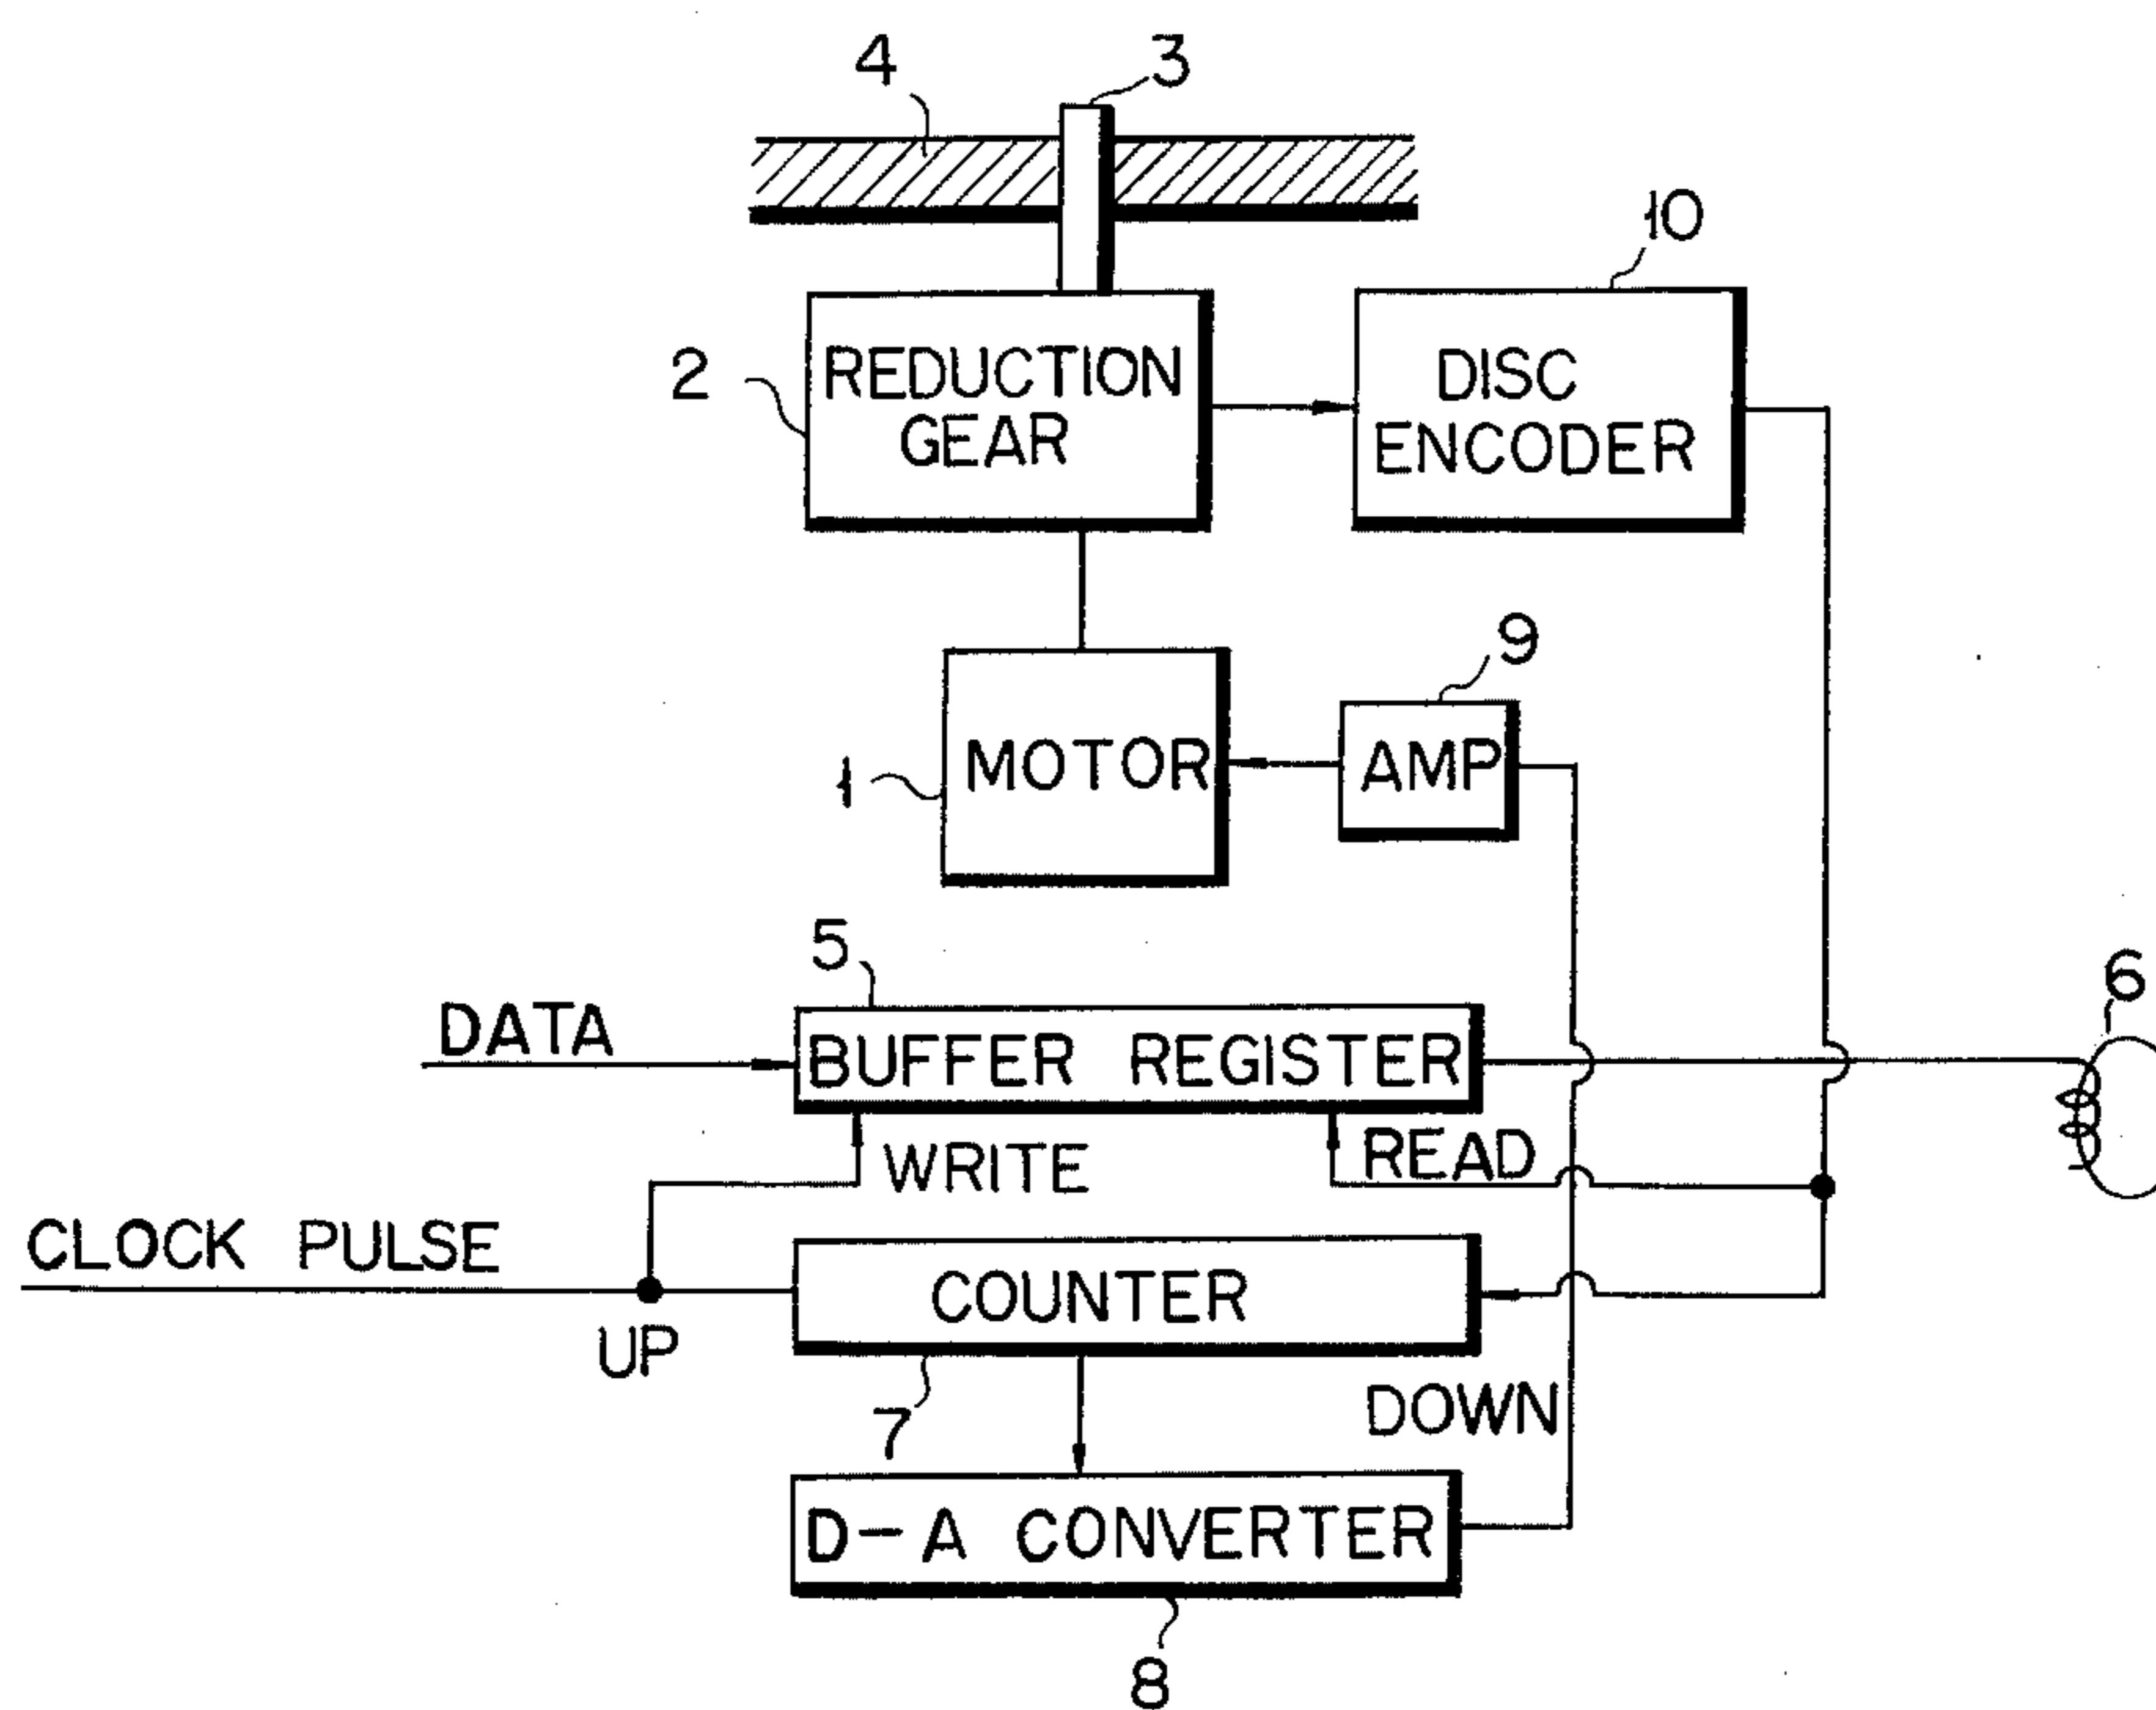 4
3
10
2
REDUCTION
GEAR
DISC
ENCODER
9
1
MOTOR
AMP
5
6
DATA
BUFFER REGISTER
WRITE
READ
CLOCK PULSE
COUNTER
UP
7
DOWN
D-A CONVERTER
8